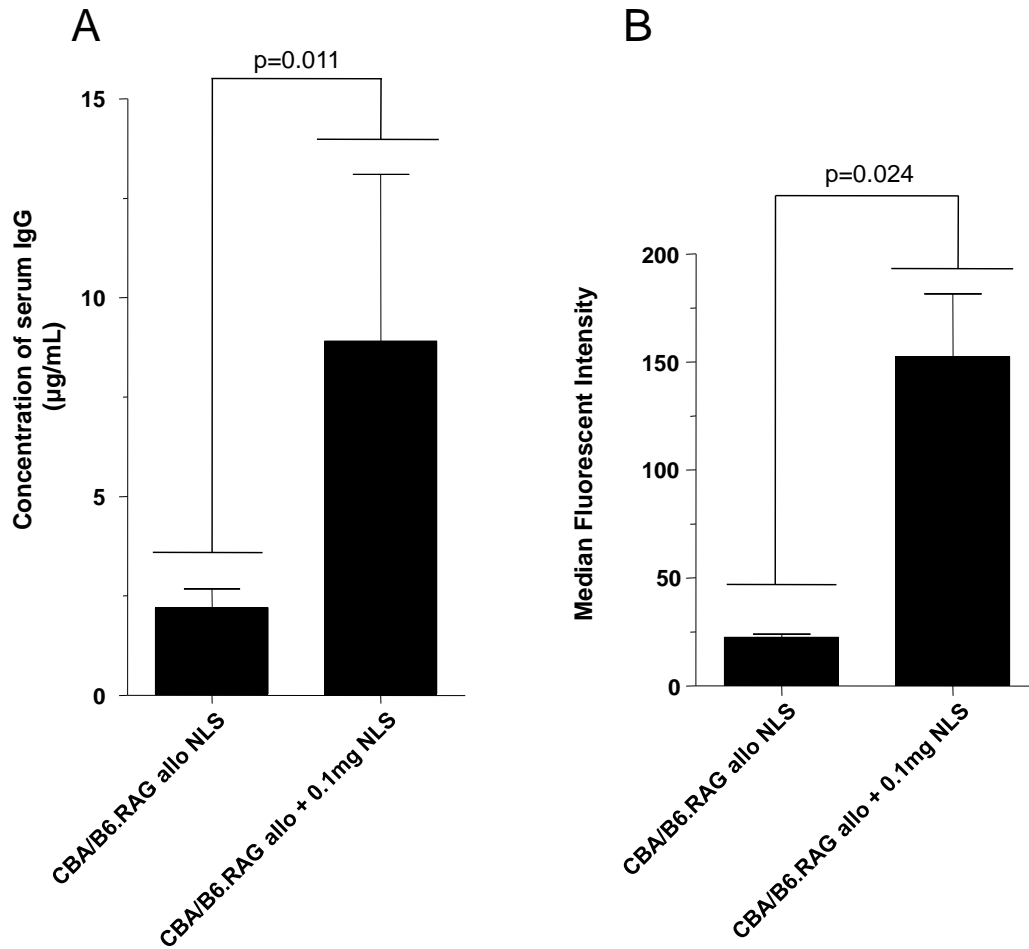 A
p=0.011
15
10
5
0
Concentration of serum IgG
(µg/mL)
CBA/B6.RAG allo NLS
CBA/B6.RAG allo + 0.1mg NLS
B
p=0.024
200
150
100
50
0
Median Fluorescent Intensity
CBA/B6.RAG allo NLS
CBA/B6.RAG allo + 0.1mg NLS